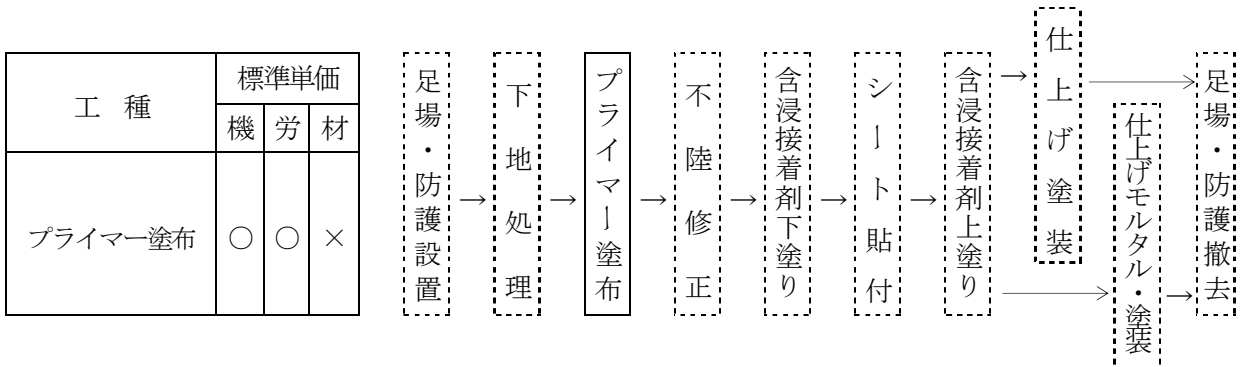 工 種
標準単価
機 労 材
プライマー塗布 ○ ○ ×
足場・防護設置
→
下地処理
→
プライマー塗布
→
不陸修正
→
含浸接着剤下塗り
→
シート貼付
→
含浸接着剤上塗り
→
仕上げ塗装
→
仕上げモルタル・塗装
→
足場・防護撤去